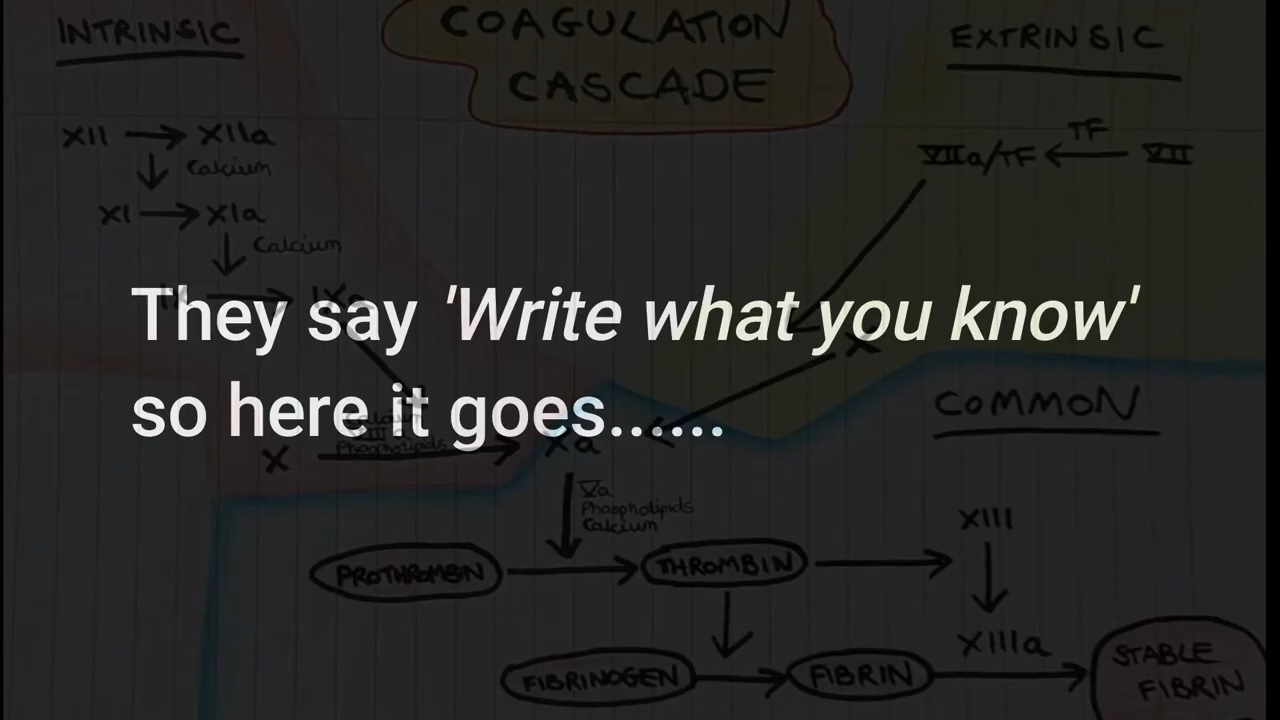 INTRINSIC
COAGULATION
CASCADE
EXTRINSIC
XII
XIIa
Calcium
TF
VIIa/TF
VII
XI
XIa
Calcium
They say 'Write what you know'
so here it goes......
X
COMMON
Phospholipids
X
Xa
Va
Phospholipids
Calcium
XIII
PROTHROMBIN
THROMBIN
XIIIa
FIBRINOGEN
FIBRIN
STABLE
FIBRIN